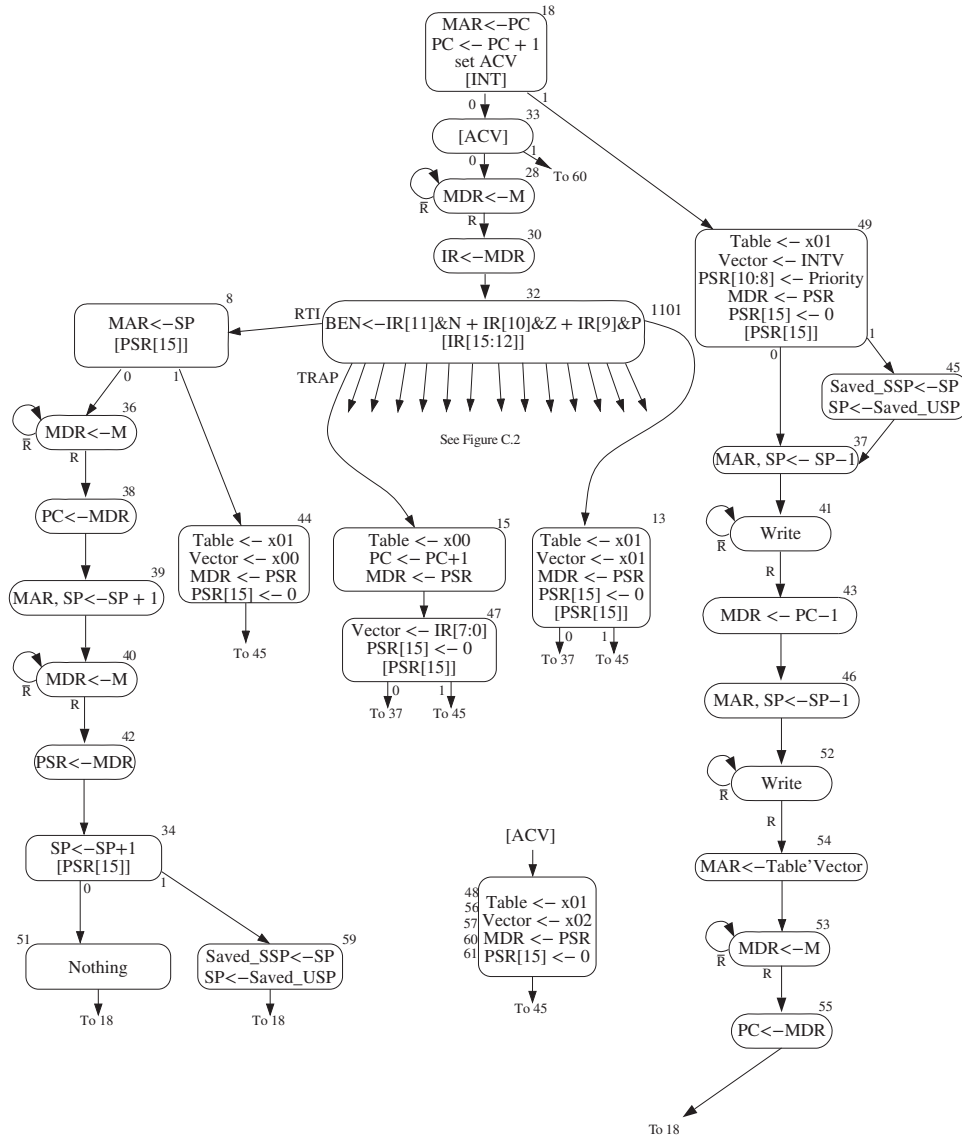 18
MAR<–PC
PC <– PC + 1
set ACV
[INT]
0
1
33
[ACV]
0
1
To 60
28
MDR<–M
R̅
R
30
IR<–MDR
32
BEN<–IR[11]&N + IR[10]&Z + IR[9]&P
[IR[15:12]]
RTI
1101
TRAP
See Figure C.2
8
MAR<–SP
[PSR[15]]
0
1
36
MDR<–M
R̅
R
38
PC<–MDR
39
MAR, SP<–SP + 1
40
MDR<–M
R̅
R
42
PSR<–MDR
34
SP<–SP+1
[PSR[15]]
0
1
51
Nothing
To 18
59
Saved_SSP<–SP
SP<–Saved_USP
To 18
44
Table <– x01
Vector <– x00
MDR <– PSR
PSR[15] <– 0
To 45
15
Table <– x00
PC <– PC+1
MDR <– PSR
47
Vector <– IR[7:0]
PSR[15] <– 0
[PSR[15]]
0
1
To 37
To 45
13
Table <– x01
Vector <– x01
MDR <– PSR
PSR[15] <– 0
[PSR[15]]
0
1
To 37
To 45
[ACV]
48
56
57
60
61
Table <– x01
Vector <– x02
MDR <– PSR
PSR[15] <– 0
To 45
49
Table <– x01
Vector <– INTV
PSR[10:8] <– Priority
MDR <– PSR
PSR[15] <– 0
[PSR[15]]
0
1
45
Saved_SSP<–SP
SP<–Saved_USP
37
MAR, SP<– SP–1
41
Write
R̅
R
43
MDR <– PC–1
46
MAR, SP<–SP–1
52
Write
R̅
R
54
MAR<–Table’Vector
53
MDR<–M
R̅
R
55
PC<–MDR
To 18